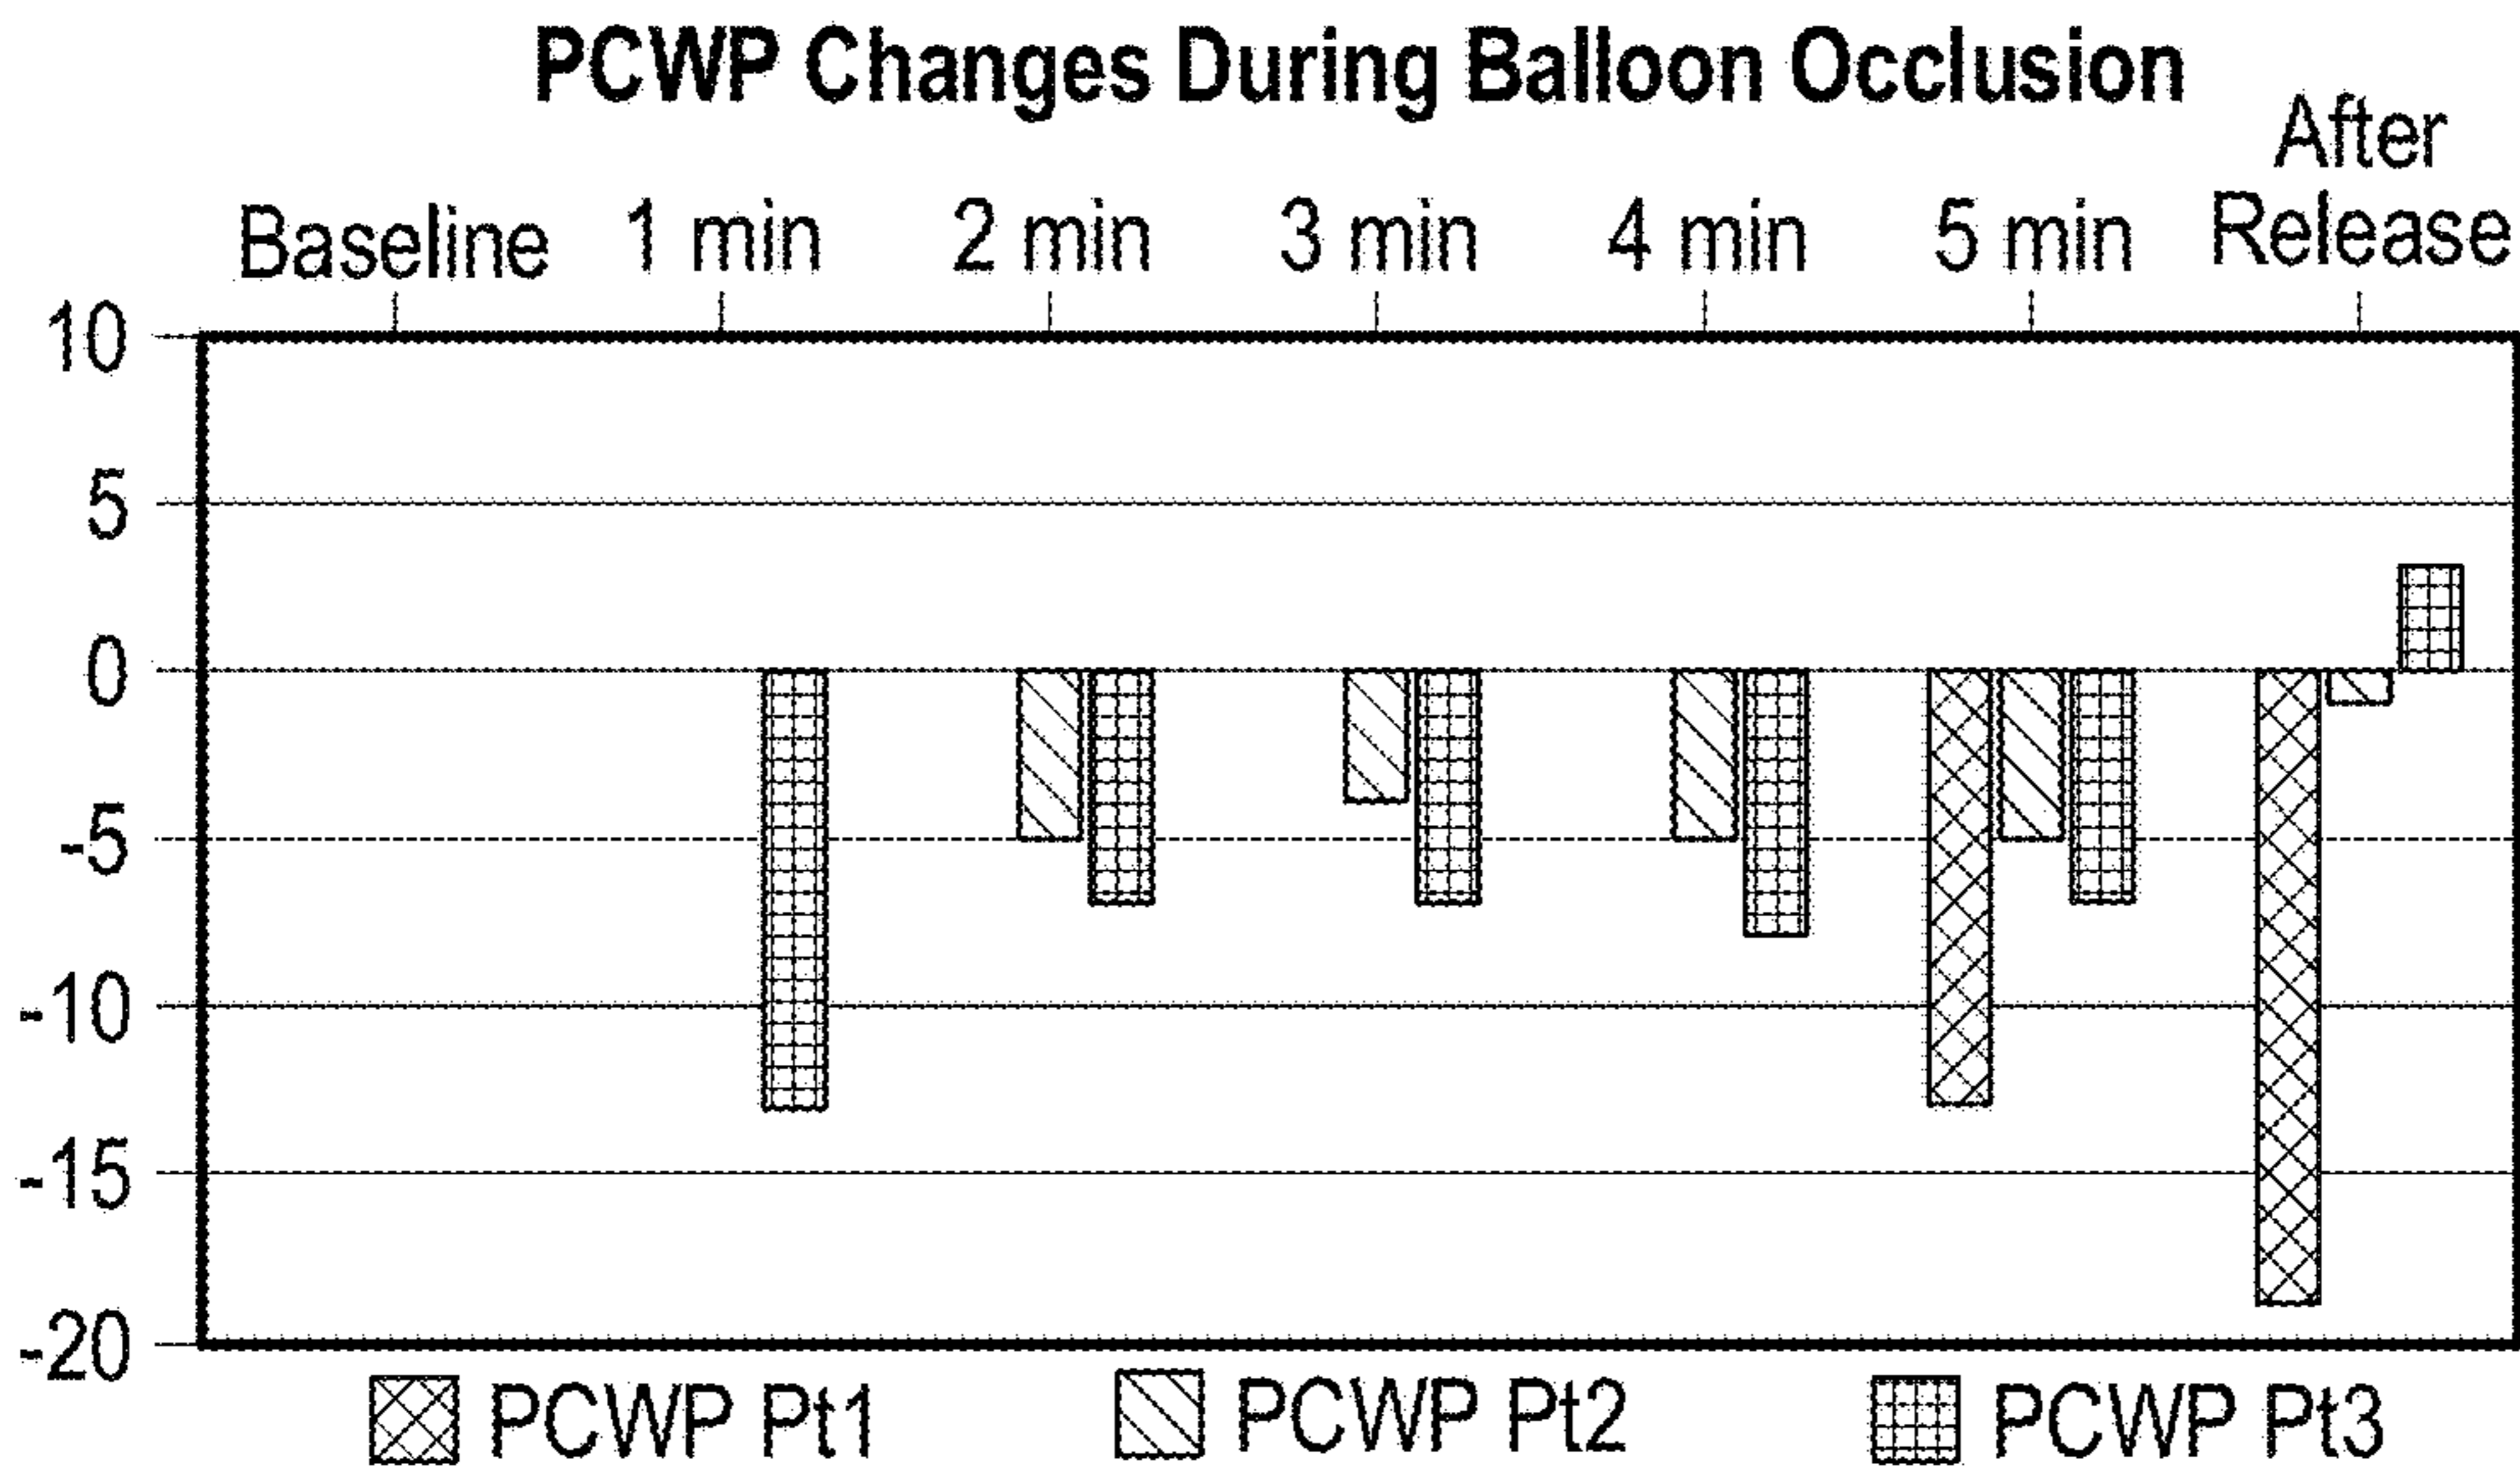 PCWP Changes During Balloon Occlusion
Baseline 1 min 2 min 3 min 4 min 5 min After Release
10
5
0
-5
-10
-15
-20
PCWP Pt1 PCWP Pt2 PCWP Pt3